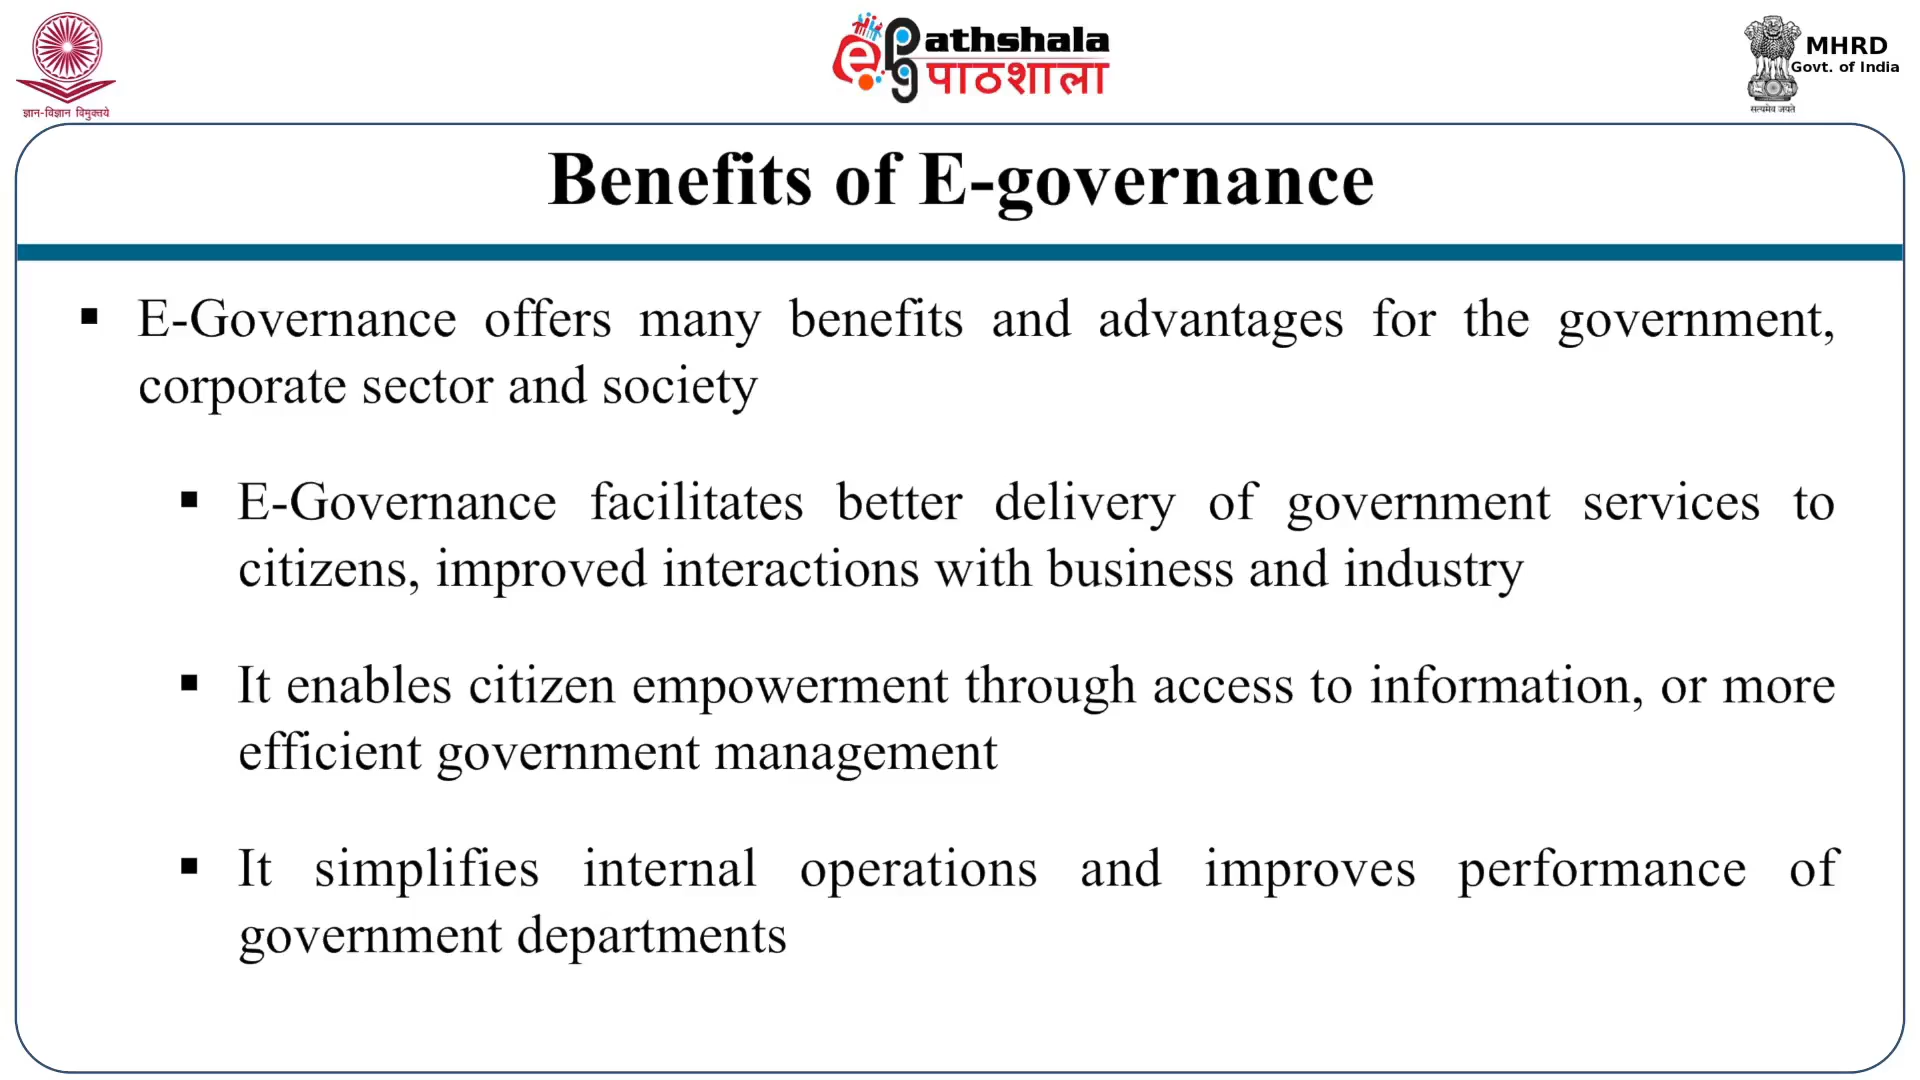 ज्ञान-विज्ञान विमुक्तये
ePG Pathshala
पाठशाला
सत्यमेव जयते
MHRD
Govt. of India
Benefits of E-governance
▪ E-Governance offers many benefits and advantages for the government,
corporate sector and society
▪ E-Governance facilitates better delivery of government services to
citizens, improved interactions with business and industry
▪ It enables citizen empowerment through access to information, or more
efficient government management
▪ It simplifies internal operations and improves performance of
government departments